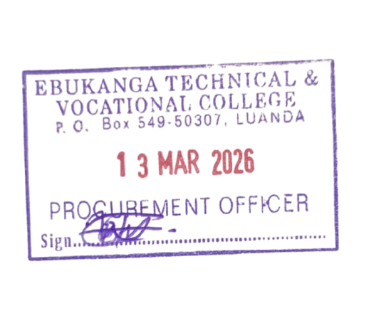 EBUKANGA TECHNICAL &
VOCATIONAL COLLEGE
P. O. Box 549-50307, LUANDA
13 MAR 2026
PROCUREMENT OFFICER
Sign..........................................